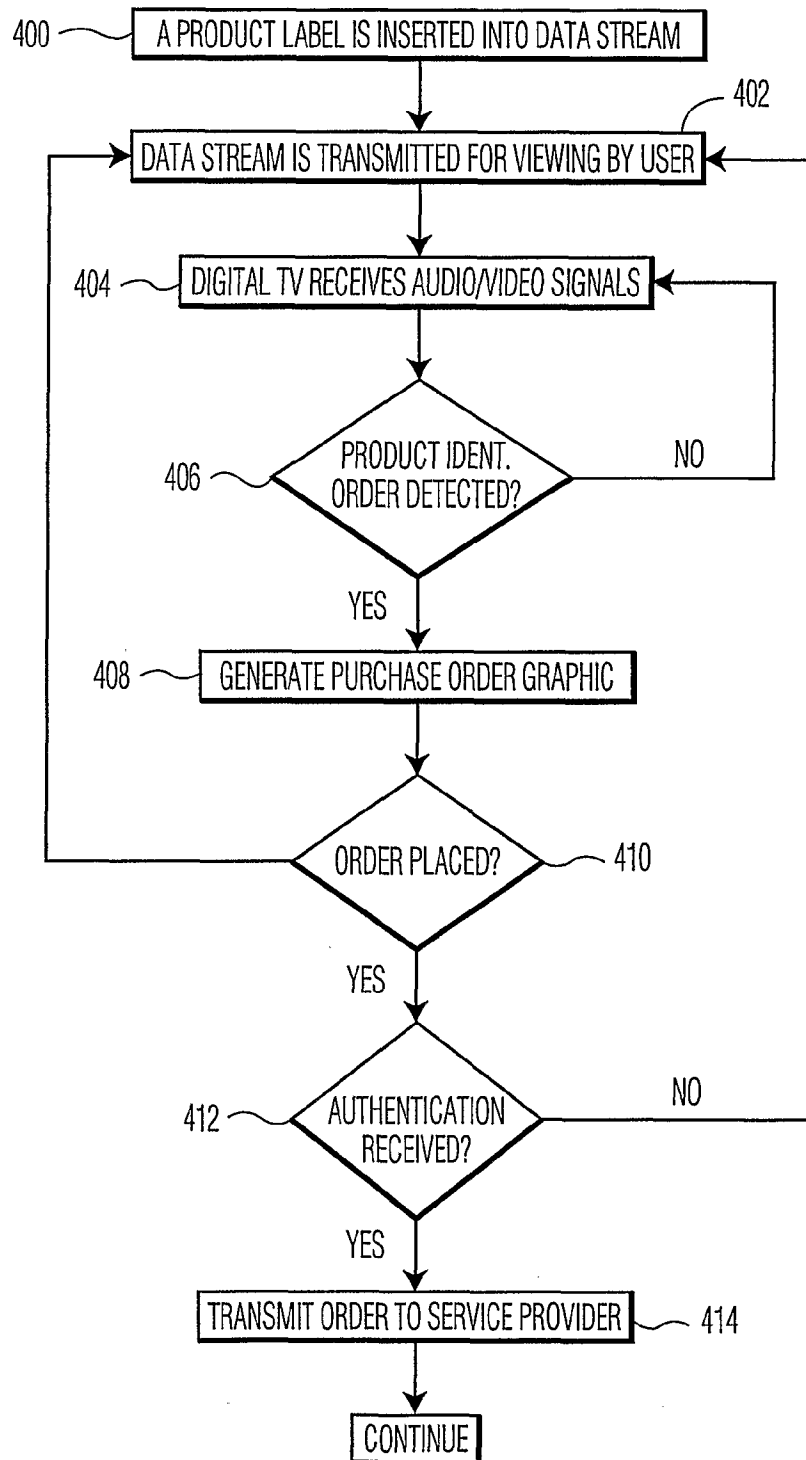 400
A PRODUCT LABEL IS INSERTED INTO DATA STREAM
402
DATA STREAM IS TRANSMITTED FOR VIEWING BY USER
404
DIGITAL TV RECEIVES AUDIO/VIDEO SIGNALS
406
PRODUCT IDENT.
ORDER DETECTED?
NO
YES
408
GENERATE PURCHASE ORDER GRAPHIC
ORDER PLACED?
410
YES
412
AUTHENTICATION
RECEIVED?
NO
YES
TRANSMIT ORDER TO SERVICE PROVIDER
414
CONTINUE